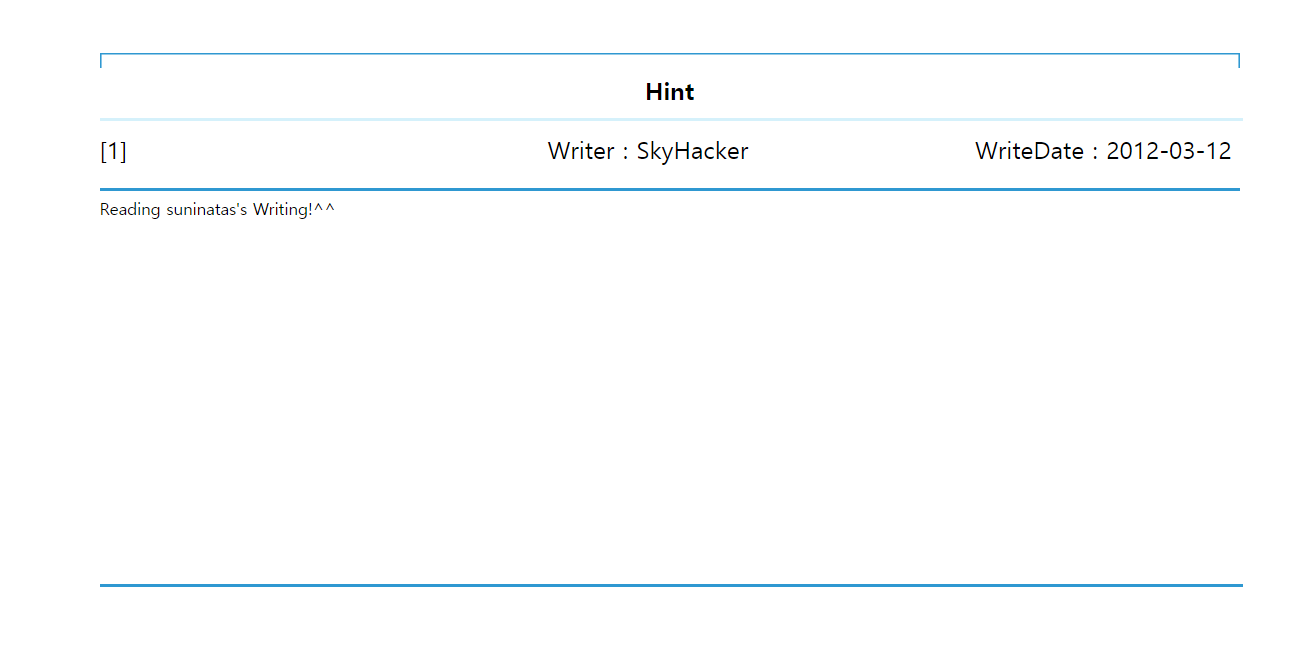 Hint
[1] Writer : SkyHacker WriteDate : 2012-03-12
Reading suninatas's Writing!^^